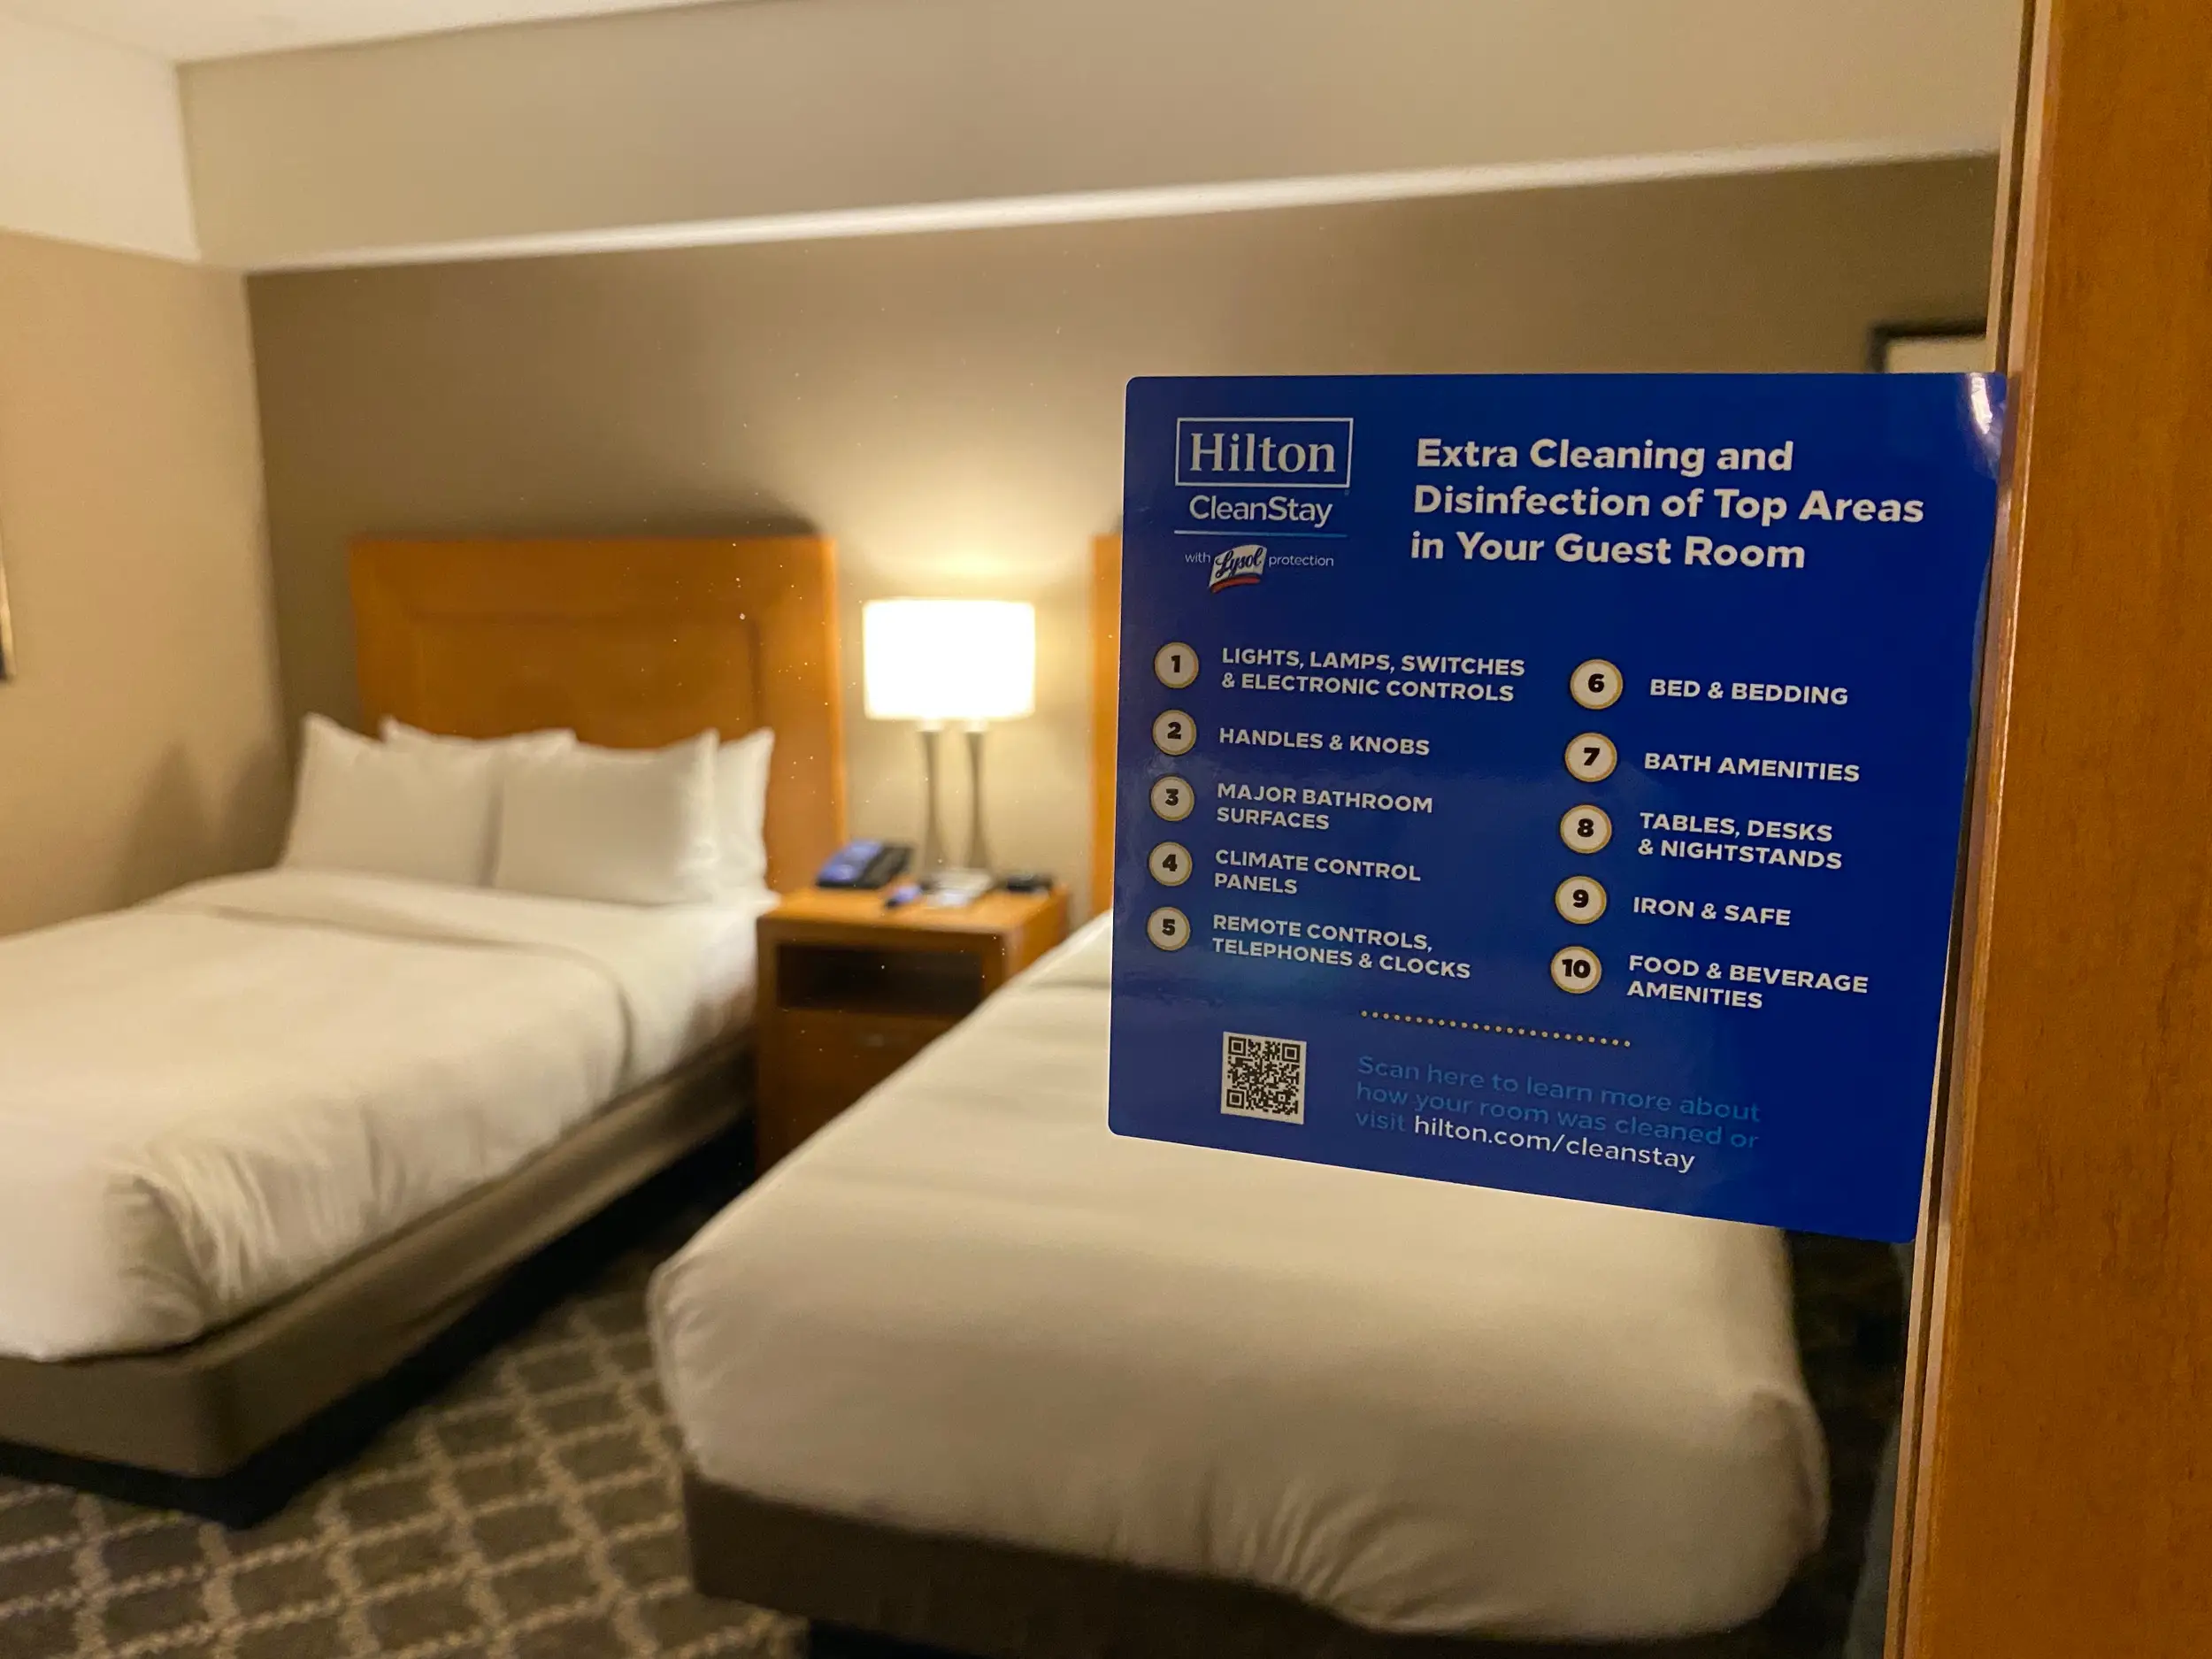 Hilton
CleanStay
with Lysol protection
Extra Cleaning and
Disinfection of Top Areas
in Your Guest Room
1 LIGHTS, LAMPS, SWITCHES
& ELECTRONIC CONTROLS
2 HANDLES & KNOBS
3 MAJOR BATHROOM
SURFACES
4 CLIMATE CONTROL
PANELS
5 REMOTE CONTROLS,
TELEPHONES & CLOCKS
6 BED & BEDDING
7 BATH AMENITIES
8 TABLES, DESKS
& NIGHTSTANDS
9 IRON & SAFE
10 FOOD & BEVERAGE
AMENITIES
Scan here to learn more about
how your room was cleaned or
visit hilton.com/cleanstay